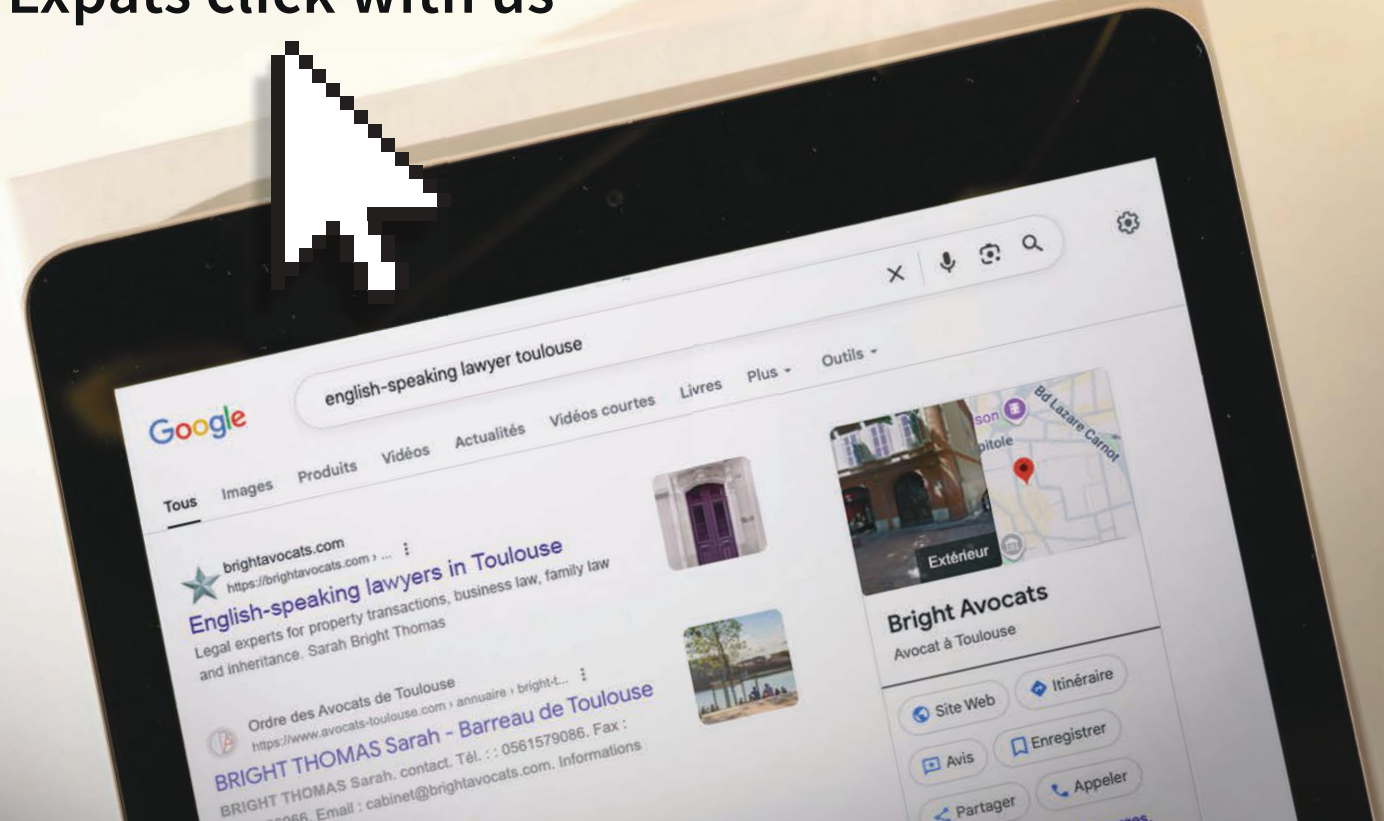 Expats click with us
Google
english-speaking lawyer toulouse
Tous Images Produits Vidéos Actualités Vidéos courtes Livres Plus Outils
brightavocats.com
https://brightavocats.com › ...
English-speaking lawyers in Toulouse
Legal experts for property transactions, business law, family law
and inheritance. Sarah Bright Thomas
Ordre des Avocats de Toulouse
https://www.avocats-toulouse.com › annuaire › bright-t...
BRIGHT THOMAS Sarah - Barreau de Toulouse
BRIGHT THOMAS Sarah. contact. Tél. : : 0561579086. Fax :
Email : cabinet@brightavocats.com. Informations
Bd Lazare Carnot
Extérieur
Bright Avocats
Avocat à Toulouse
Site Web Itinéraire
Avis Enregistrer
Partager Appeler